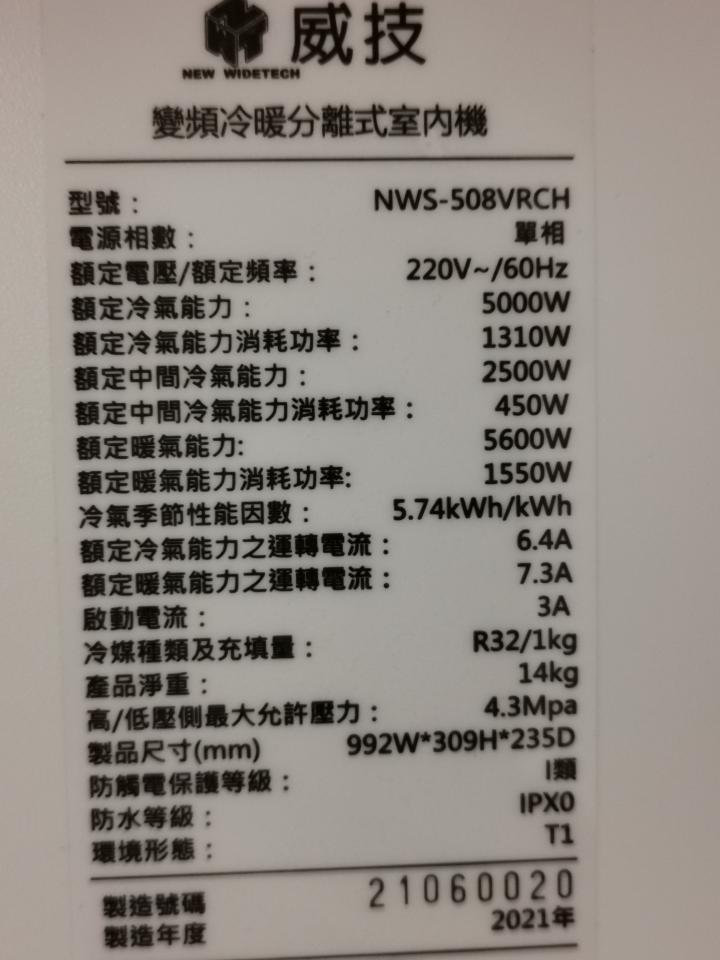 威技
NEW WIDETECH
變頻冷暖分離式室內機
型號： NWS-508VRCH
電源相數： 單相
額定電壓/額定頻率： 220V~/60Hz
額定冷氣能力： 5000W
額定冷氣能力消耗功率： 1310W
額定中間冷氣能力： 2500W
額定中間冷氣能力消耗功率： 450W
額定暖氣能力: 5600W
額定暖氣能力消耗功率: 1550W
冷氣季節性能因數： 5.74kWh/kWh
額定冷氣能力之運轉電流： 6.4A
額定暖氣能力之運轉電流： 7.3A
啟動電流： 3A
冷媒種類及充填量： R32/1kg
產品淨重： 14kg
高/低壓側最大允許壓力： 4.3Mpa
製品尺寸(mm) 992W*309H*235D
防觸電保護等級： I類
防水等級： IPX0
環境形態： T1
製造號碼 21060020
製造年度 2021年